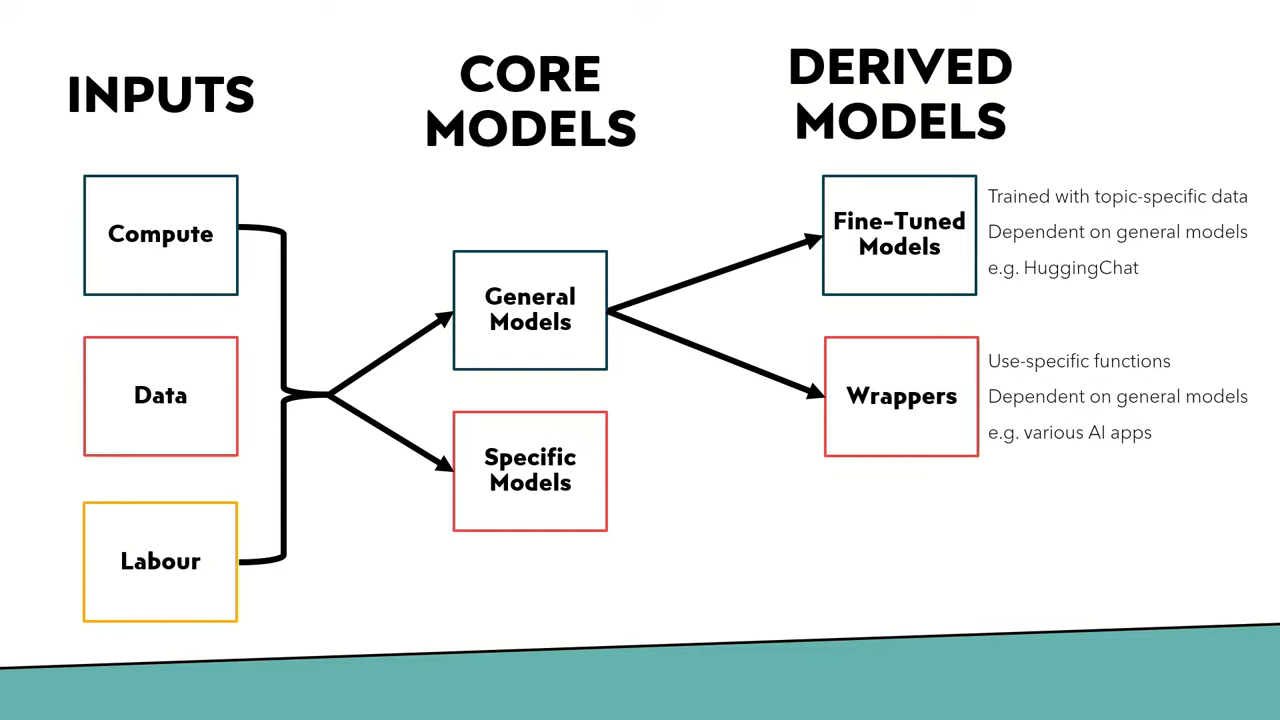 INPUTS
CORE
MODELS
DERIVED
MODELS
Compute
Data
Labour
General
Models
Specific
Models
Fine-Tuned
Models
Trained with topic-specific data
Dependent on general models
e.g. HuggingChat
Wrappers
Use-specific functions
Dependent on general models
e.g. various AI apps